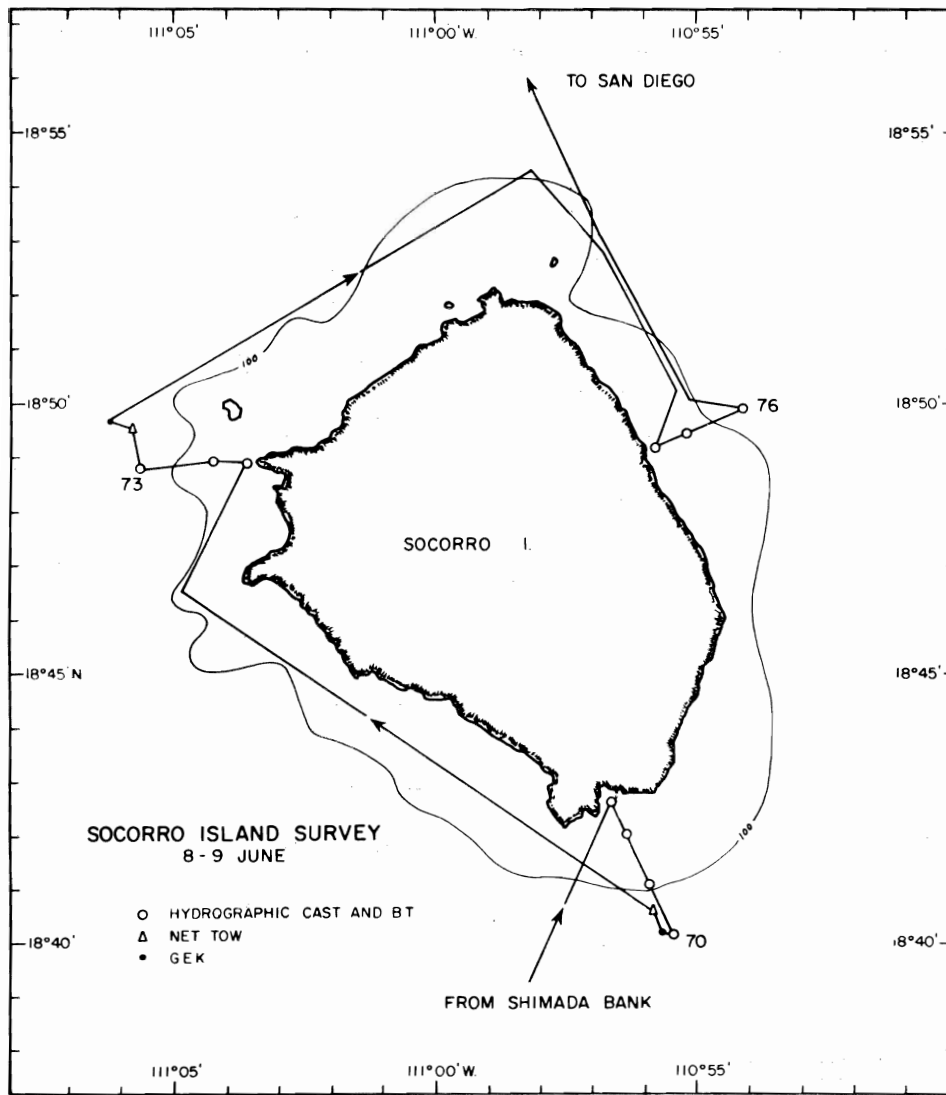 111°05' 111°00' W. 110°55'
TO SAN DIEGO
18°55' 18°55'
100
18°50' 18°50'
76
73
SOCORRO I.
18°45' N 18°45'
100
SOCORRO ISLAND SURVEY
8-9 JUNE
○ HYDROGRAPHIC CAST AND BT
△ NET TOW
● GEK
70
18°40' 18°40'
FROM SHIMADA BANK
111°05' 111°00' W. 110°55'